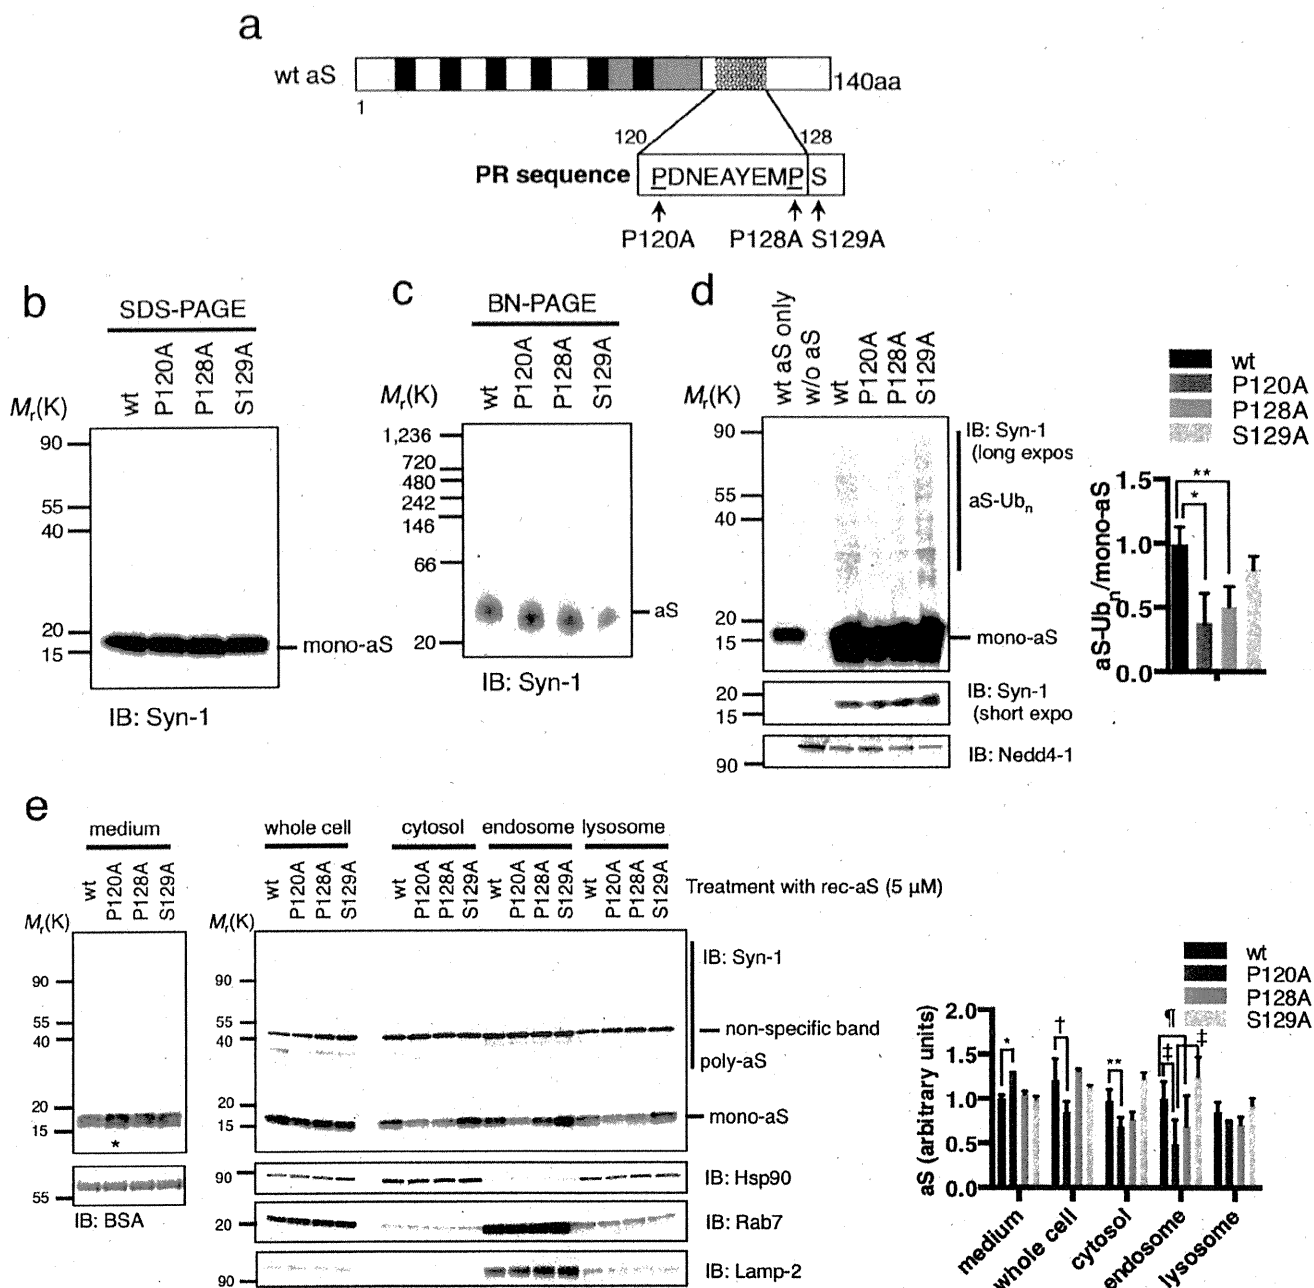 a
wt aS
140aa
1
120
128
PR sequence
PDNEAYEMP
S
P120A
P128A
S129A
b
SDS-PAGE
wt
P120A
P128A
S129A
Mr(K)
90
55
40
20
15
mono-aS
IB: Syn-1
c
BN-PAGE
wt
P120A
P128A
S129A
Mr(K)
1,236
720
480
242
146
66
20
aS
IB: Syn-1
d
wt aS only
w/o aS
wt
P120A
P128A
S129A
Mr(K)
90
55
40
20
15
IB: Syn-1
(long expos
aS-Ubn
mono-aS
20
15
IB: Syn-1
(short expo
90
IB: Nedd4-1
wt
P120A
P128A
S129A
aS-Ubn/mono-aS
1.5
1.0
0.5
0.0
**
*
e
medium
wt
P120A
P128A
S129A
Mr(K)
90
55
40
20
15
*
55
IB: BSA
whole cell
cytosol
endosome
lysosome
wt
P120A
P128A
S129A
wt
P120A
P128A
S129A
wt
P120A
P128A
S129A
wt
P120A
P128A
S129A
Treatment with rec-aS (5 µM)
Mr(K)
90
55
40
20
15
IB: Syn-1
non-specific band
poly-aS
mono-aS
90
IB: Hsp90
20
IB: Rab7
90
IB: Lamp-2
wt
P120A
P128A
S129A
aS (arbitrary units)
2.0
1.5
1.0
0.5
0.0
*
†
**
¶
‡
‡
medium
whole cell
cytosol
endosome
lysosome